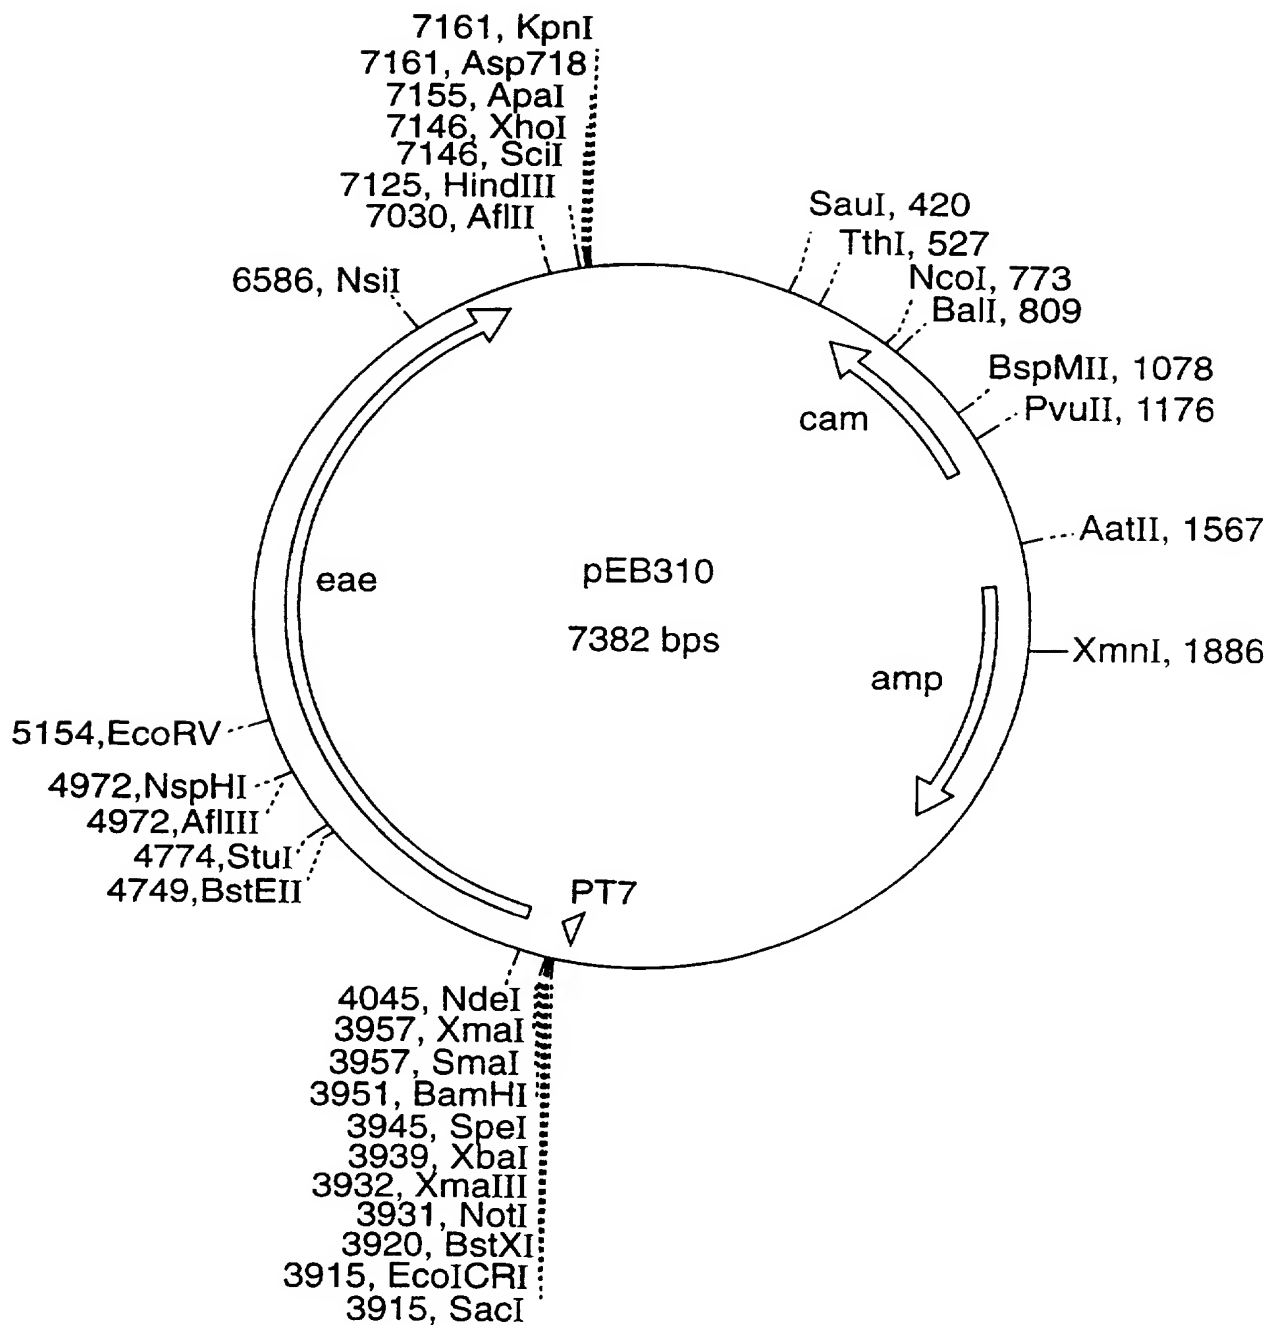 7161, KpnI
7161, Asp718
7155, ApaI
7146, XhoI
7146, SciI
7125, HindIII
7030, AflII
6586, NsiI
SauI, 420
TthI, 527
NcoI, 773
BalI, 809
BspMII, 1078
PvuII, 1176
cam
AatII, 1567
pEB310
eae
7382 bps
XmnI, 1886
amp
5154,EcoRV
4972,NspHI
4972,AflIII
4774,StuI
4749,BstEII
PT7
4045, NdeI
3957, XmaI
3957, SmaI
3951, BamHI
3945, SpeI
3939, XbaI
3932, XmaIII
3931, NotI
3920, BstXI
3915, EcoICRI
3915, SacI